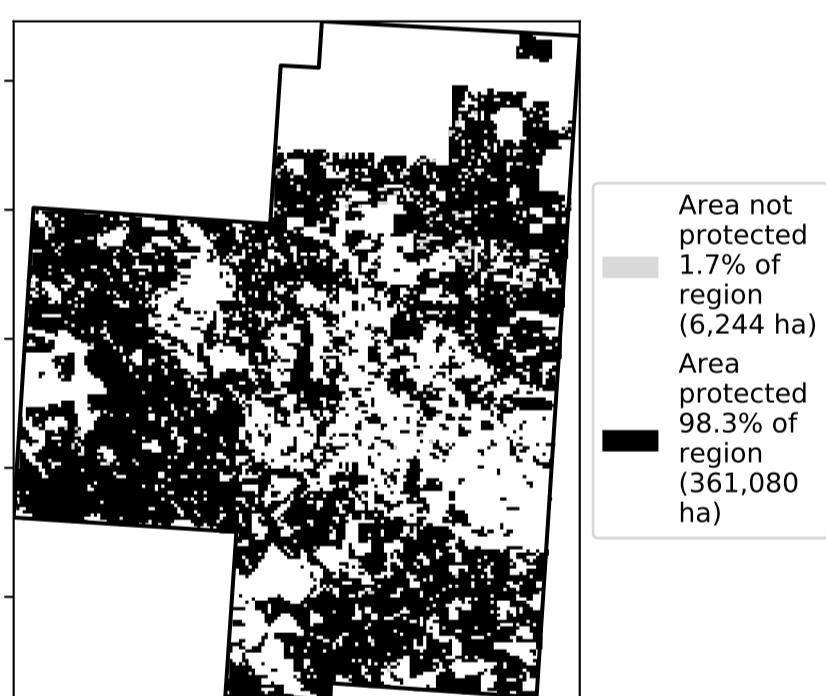 Area not
protected
1.7% of
region
(6,244 ha)
Area
protected
98.3% of
region
(361,080
ha)